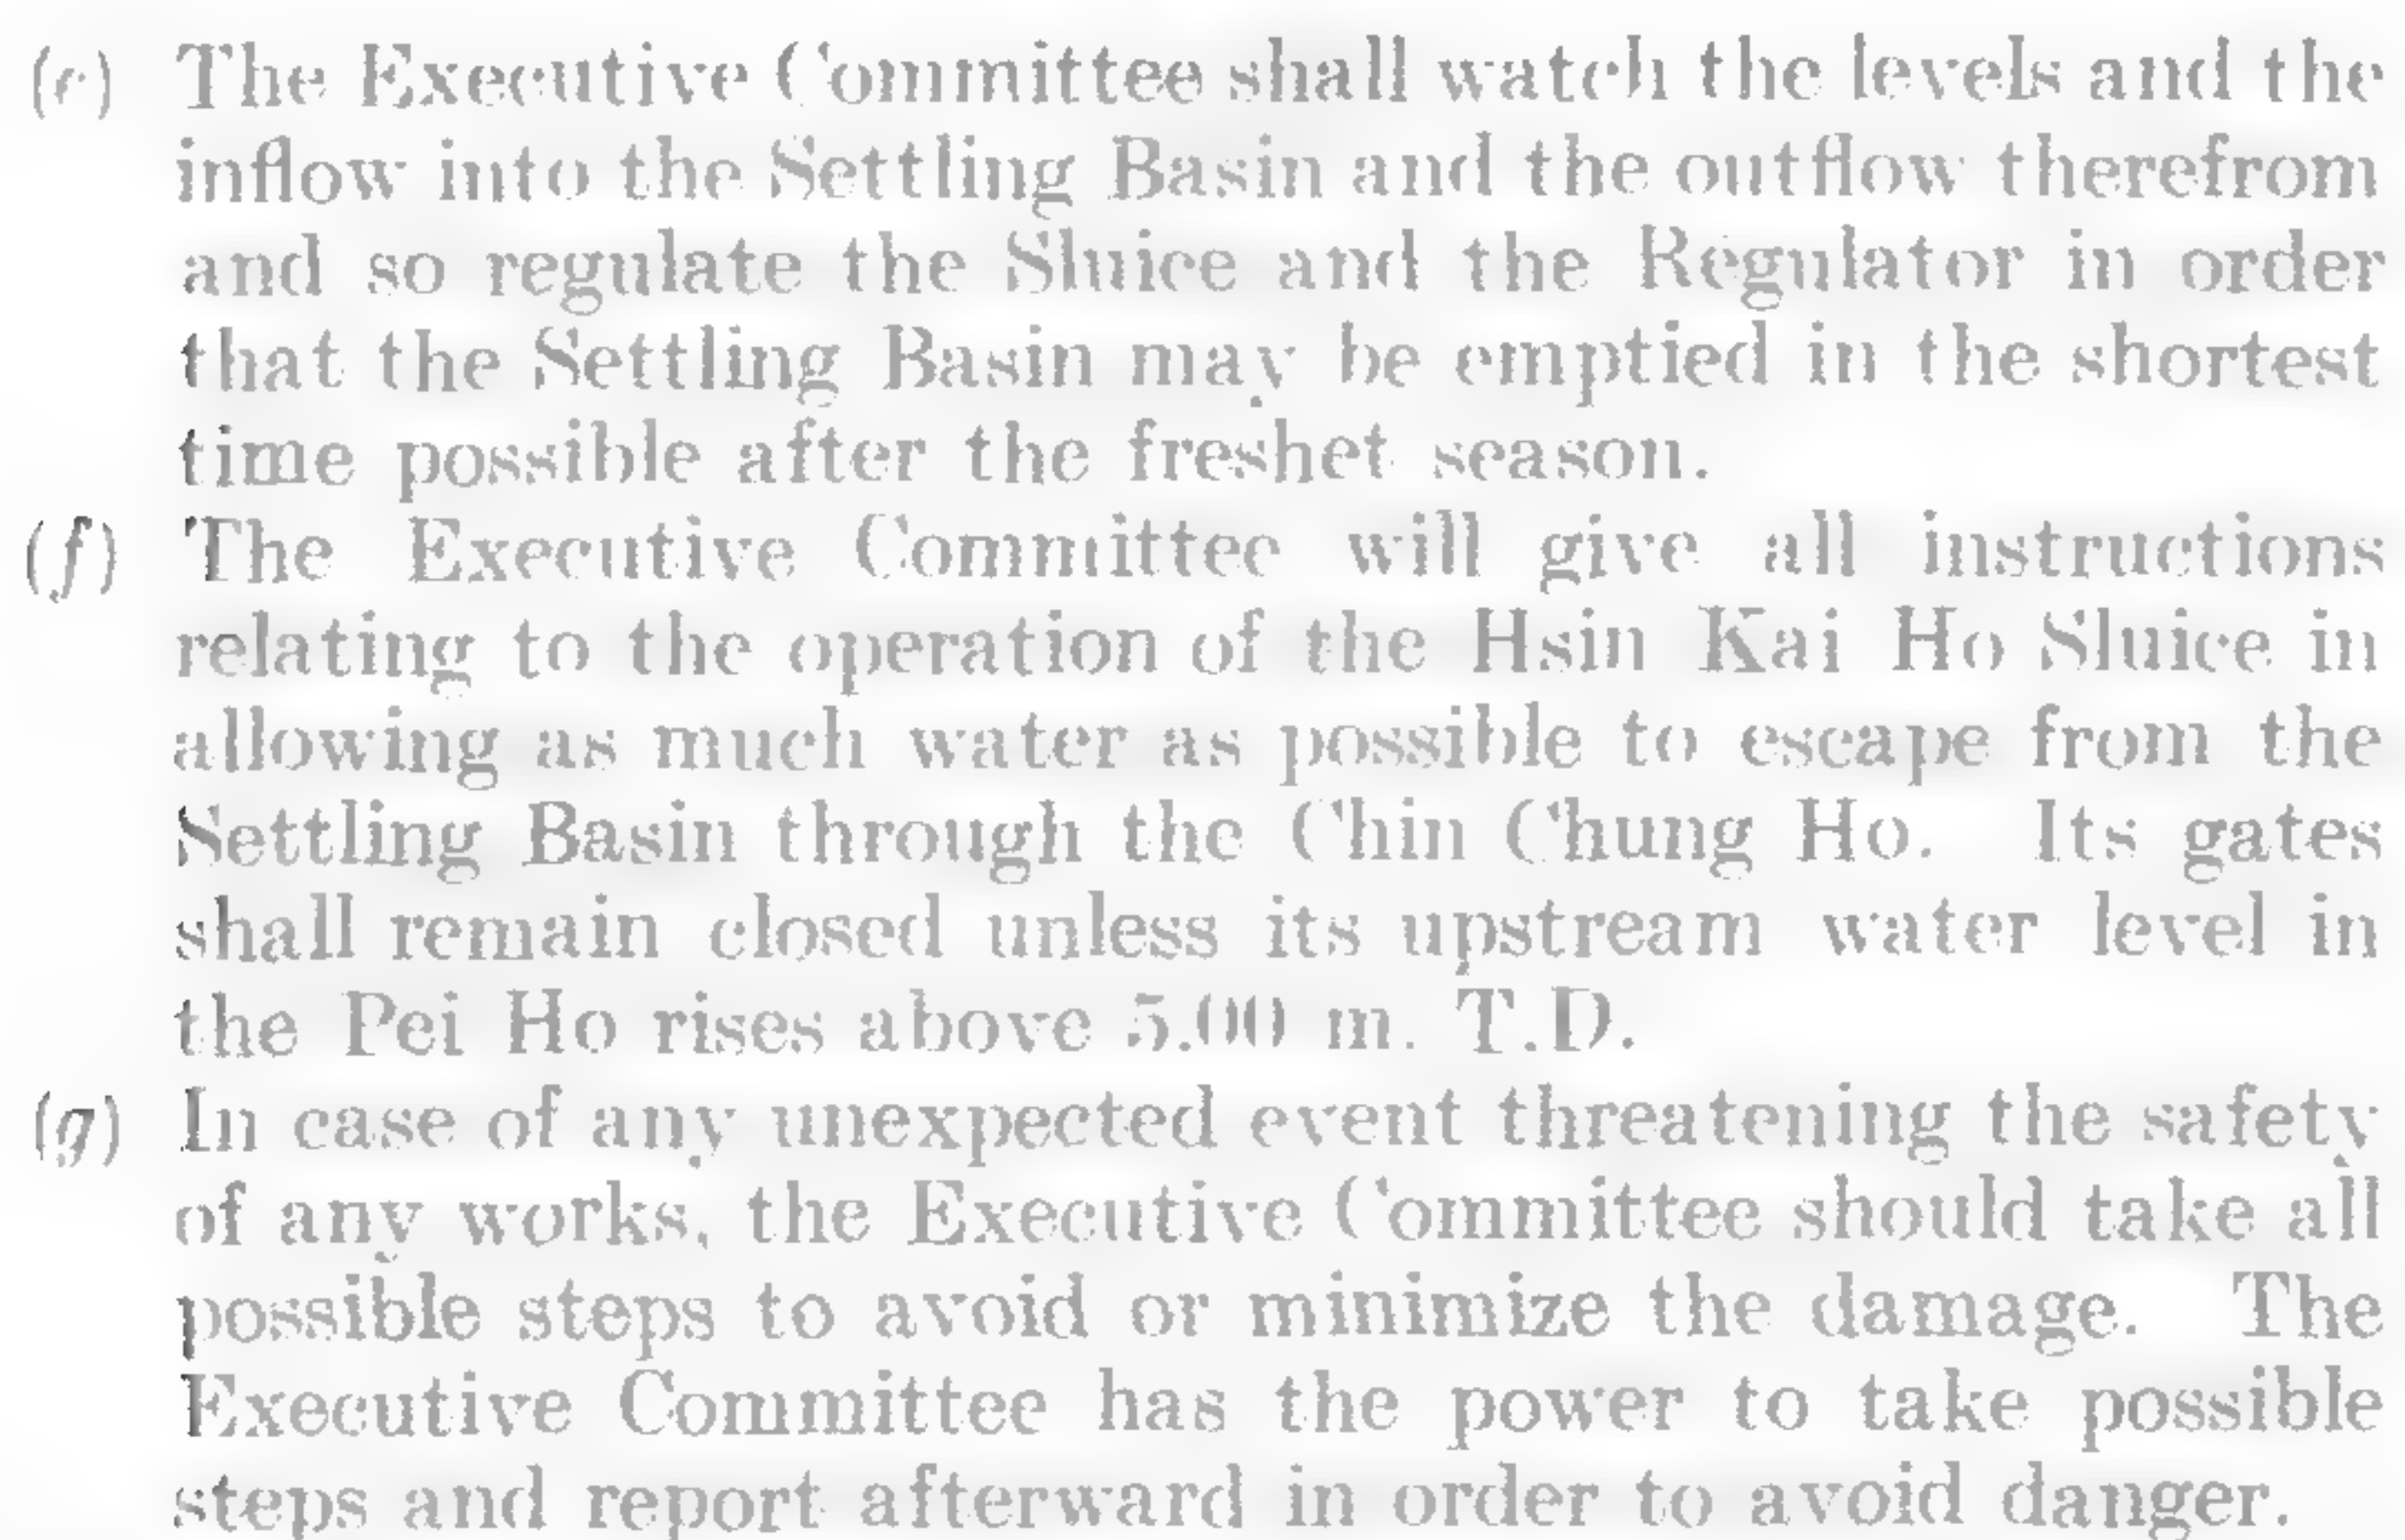 (e) The Executive Committee shall watch the levels and the
inflow into the Settling Basin and the outflow therefrom
and so regulate the Sluice and the Regulator in order
that the Settling Basin may be emptied in the shortest
time possible after the freshet season.
(f) The Executive Committee will give all instructions
relating to the operation of the Hsin Kai Ho Sluice in
allowing as much water as possible to escape from the
Settling Basin through the Chin Chung Ho. Its gates
shall remain closed unless its upstream water level in
the Pei Ho rises above 5.00 m. T.D.
(g) In case of any unexpected event threatening the safety
of any works, the Executive Committee should take all
possible steps to avoid or minimize the damage. The
Executive Committee has the power to take possible
steps and report afterward in order to avoid danger.